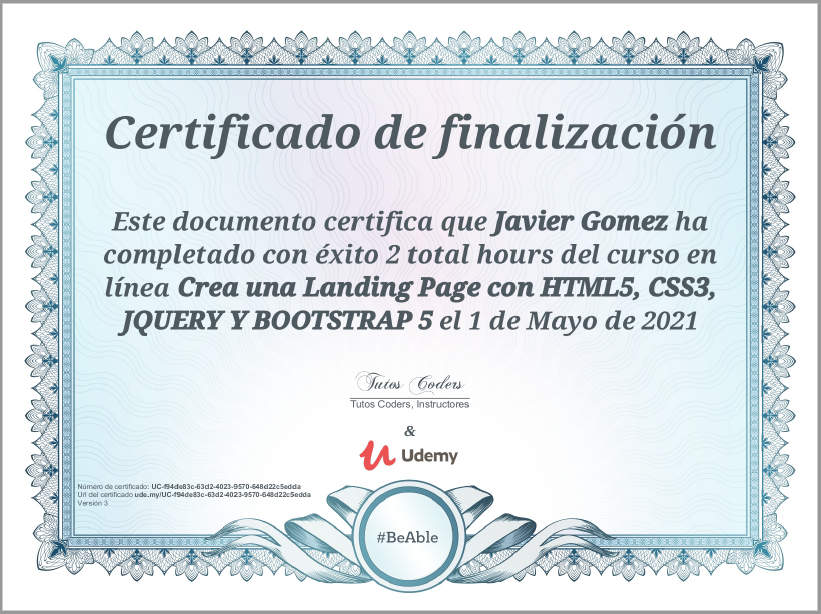 Certificado de finalización
Este documento certifica que Javier Gomez ha
completado con éxito 2 total hours del curso en
línea Crea una Landing Page con HTML5, CSS3,
JQUERY Y BOOTSTRAP 5 el 1 de Mayo de 2021
Tutos Coders
Tutos Coders, Instructores
&
Udemy
Número de certificado: UC-f94de83c-63d2-4023-9570-648d22c5edda
Url del certificado ude.my/UC-f94de83c-63d2-4023-9570-648d22c5edda
Versión 3
#BeAble